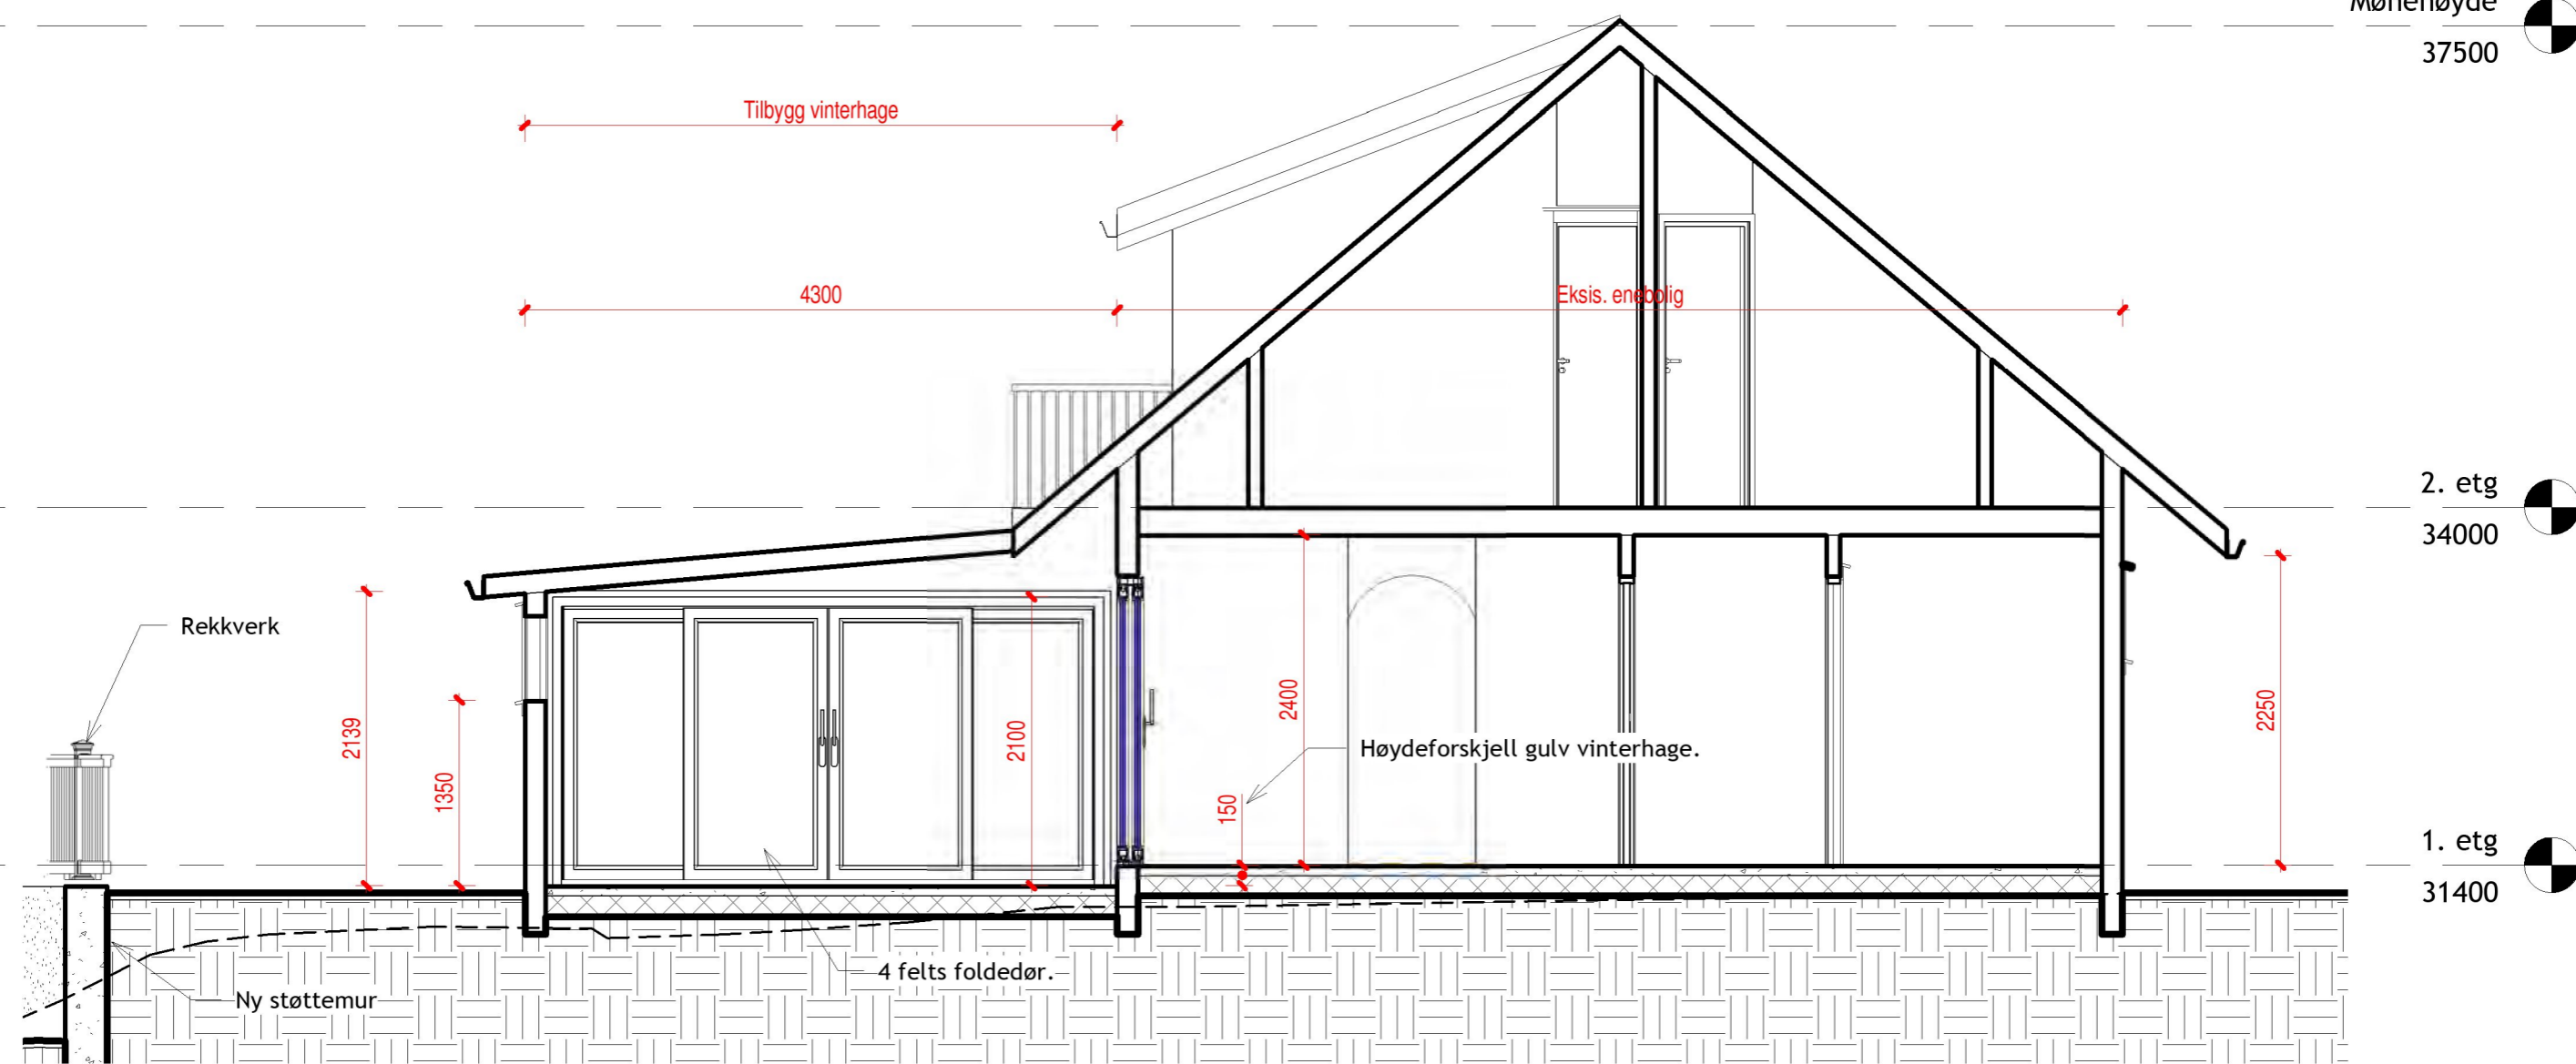 Mønehøyde
37500
Tilbygg vinterhage
4300
Eksis. enebolig
2. etg
34000
Rekkverk
2139
1350
2100
2400
150
Høydeforskjell gulv vinterhage.
2250
1. etg
31400
4 felts foldedør.
Ny støttemur